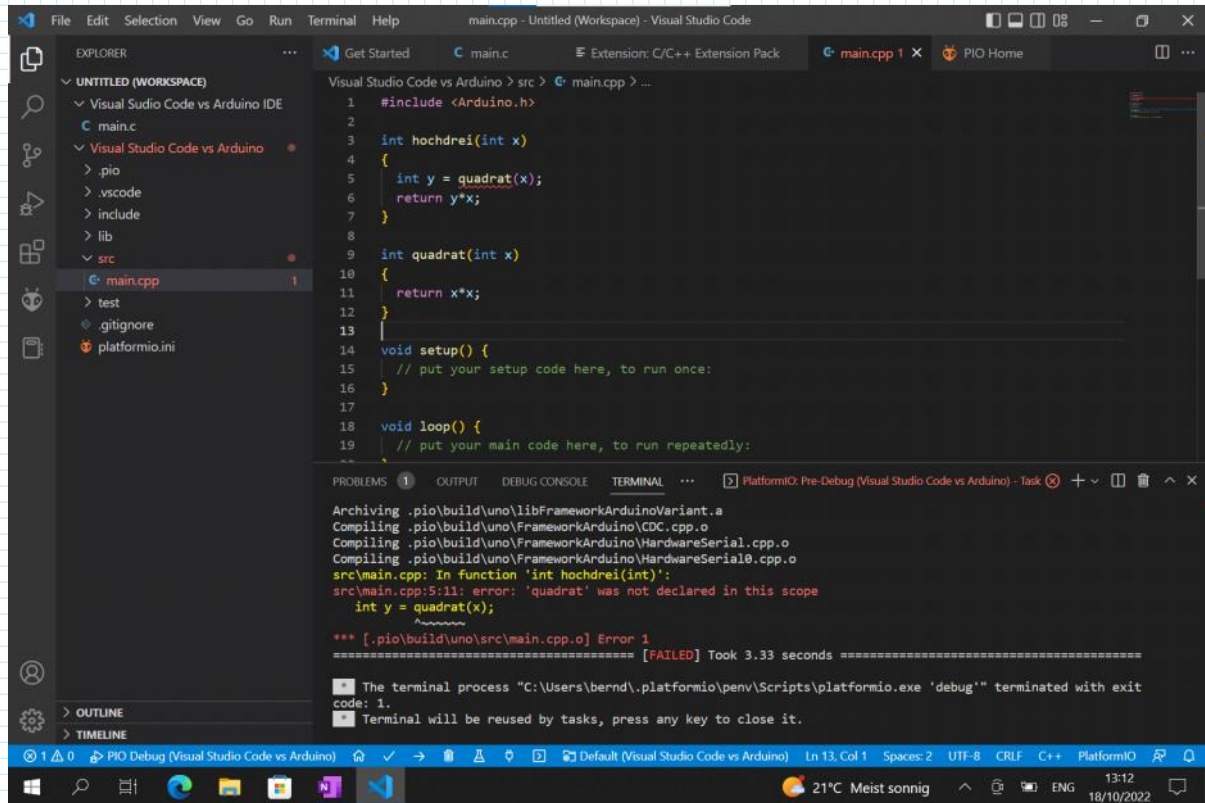 File Edit Selection View Go Run Terminal Help main.cpp - Untitled (Workspace) - Visual Studio Code
EXPLORER
Get Started C main.c Extension: C/C++ Extension Pack main.cpp 1 PIO Home
UNTITLED (WORKSPACE)
Visual Sudio Code vs Arduino IDE
C main.c
Visual Studio Code vs Arduino
.pio
.vscode
include
lib
src
main.cpp 1
test
.gitignore
platformio.ini
OUTLINE
TIMELINE
Visual Studio Code vs Arduino > src > main.cpp > ...
1 #include <Arduino.h>
2
3 int hochdrei(int x)
4 {
5 int y = quadrat(x);
6 return y*x;
7 }
8
9 int quadrat(int x)
10 {
11 return x*x;
12 }
13
14 void setup() {
15 // put your setup code here, to run once:
16 }
17
18 void loop() {
19 // put your main code here, to run repeatedly:
PROBLEMS 1 OUTPUT DEBUG CONSOLE TERMINAL ... PlatformIO: Pre-Debug (Visual Studio Code vs Arduino) - Task
Archiving .pio\build\uno\libFrameworkArduinoVariant.a
Compiling .pio\build\uno\FrameworkArduino\CDC.cpp.o
Compiling .pio\build\uno\FrameworkArduino\HardwareSerial.cpp.o
Compiling .pio\build\uno\FrameworkArduino\HardwareSerial0.cpp.o
src\main.cpp: In function 'int hochdrei(int)':
src\main.cpp:5:11: error: 'quadrat' was not declared in this scope
int y = quadrat(x);
^~~~~~~
*** [.pio\build\uno\src\main.cpp.o] Error 1
========================================= [FAILED] Took 3.33 seconds =========================================
* The terminal process "C:\Users\bernd\.platformio\penv\Scripts\platformio.exe 'debug'" terminated with exit
code: 1.
* Terminal will be reused by tasks, press any key to close it.
1 0 PIO Debug (Visual Studio Code vs Arduino) Default (Visual Studio Code vs Arduino) Ln 13, Col 1 Spaces: 2 UTF-8 CRLF C++ PlatformIO
21°C Meist sonnig ENG 13:12
18/10/2022